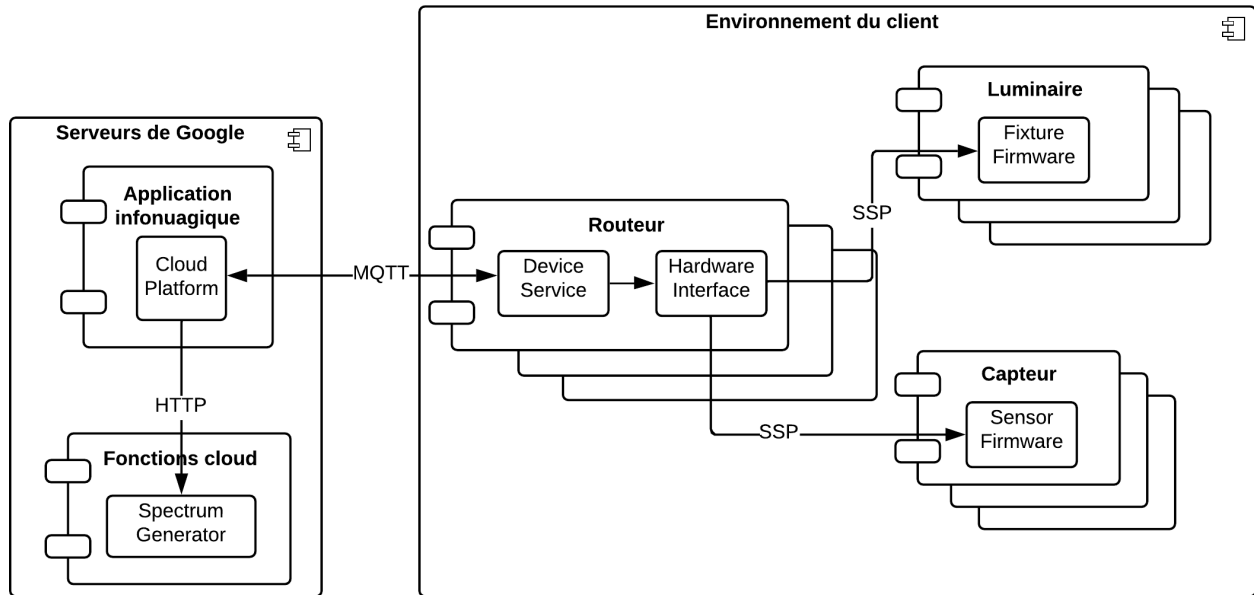 Environnement du client
Serveurs de Google
Application
infonuagique
Cloud
Platform
HTTP
Fonctions cloud
Spectrum
Generator
MQTT
Routeur
Device
Service
Hardware
Interface
SSP
Luminaire
Fixture
Firmware
SSP
Capteur
Sensor
Firmware